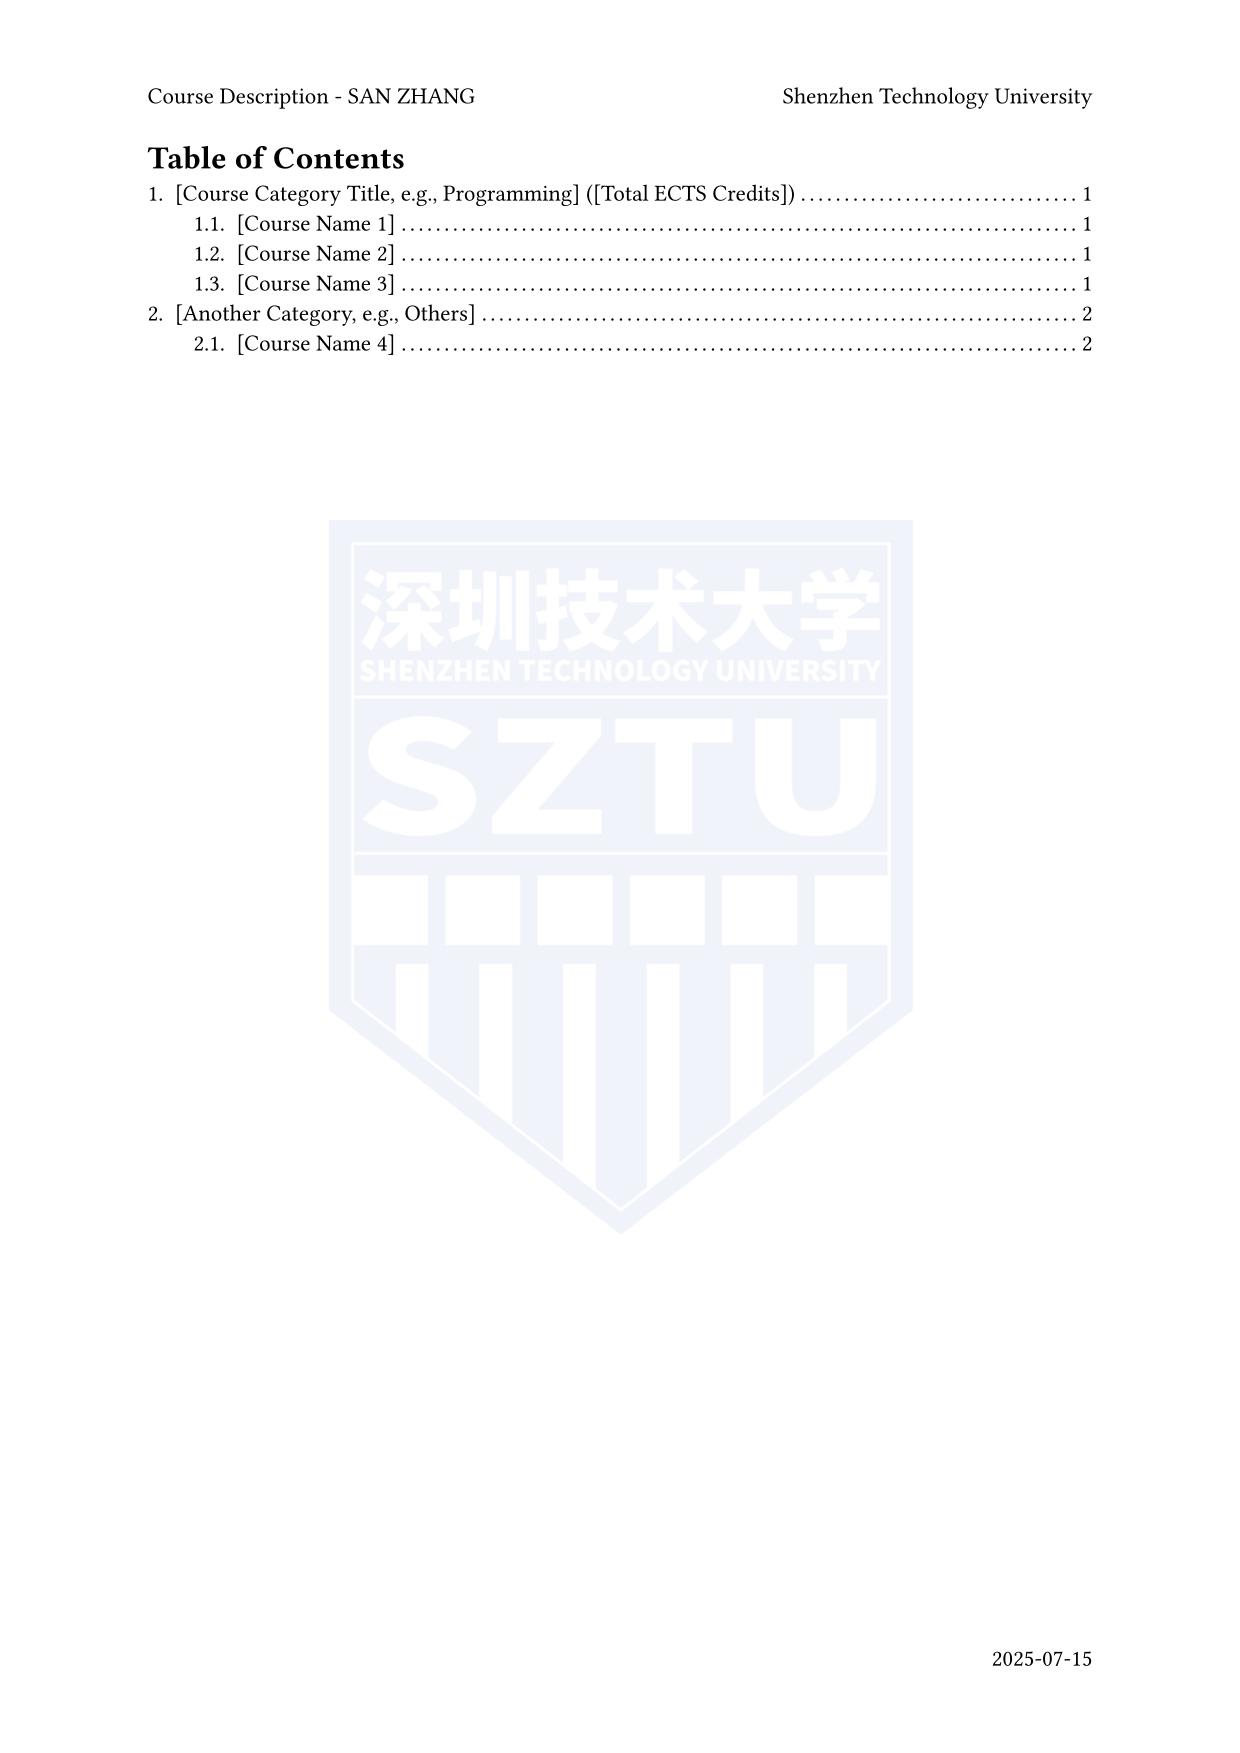 Course Description - SAN ZHANG Shenzhen Technology University
Table of Contents
1. [Course Category Title, e.g., Programming] ([Total ECTS Credits]) ................................ 1
1.1. [Course Name 1] ................................................................................ 1
1.2. [Course Name 2] ................................................................................ 1
1.3. [Course Name 3] ................................................................................ 1
2. [Another Category, e.g., Others] ...................................................................... 2
2.1. [Course Name 4] ................................................................................ 2
深圳技术大学
SHENZHEN TECHNOLOGY UNIVERSITY
SZTU
2025-07-15